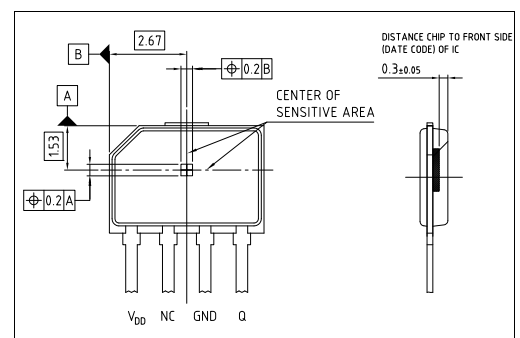 B
2.67
⌖ 0.2 B
DISTANCE CHIP TO FRONT SIDE
(DATE CODE) OF IC
0.3±0.05
A
CENTER OF
SENSITIVE AREA
1.53
⌖ 0.2 A
VDD NC GND Q